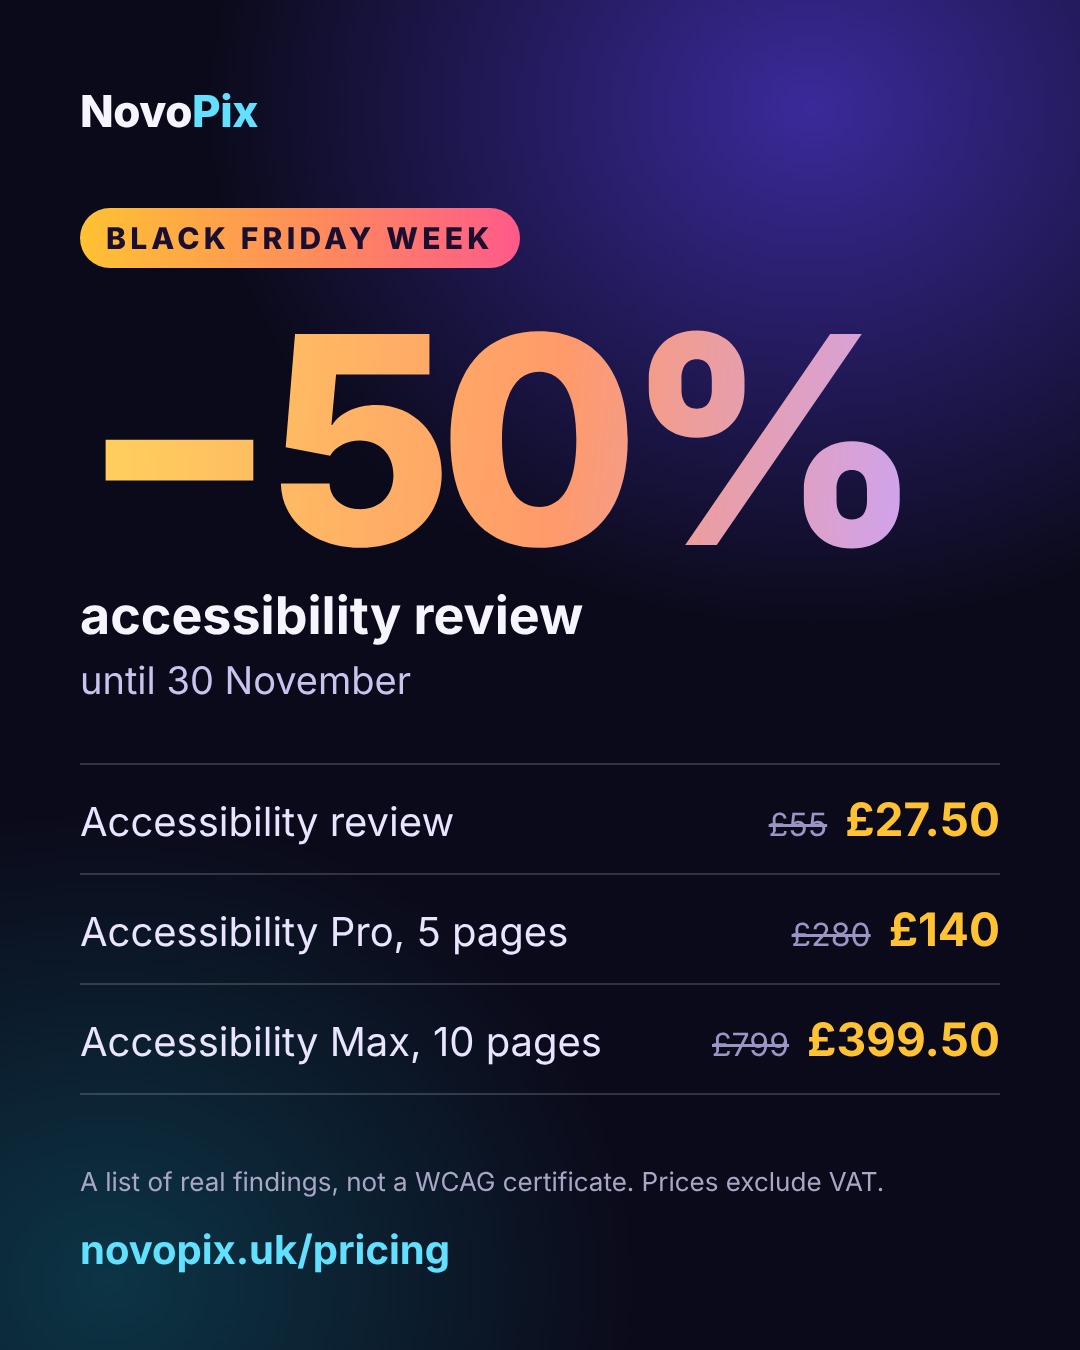 NovoPix
BLACK FRIDAY WEEK
–50%
accessibility review
until 30 November
Accessibility review £55 £27.50
Accessibility Pro, 5 pages £280 £140
Accessibility Max, 10 pages £799 £399.50
A list of real findings, not a WCAG certificate. Prices exclude VAT.
novopix.uk/pricing